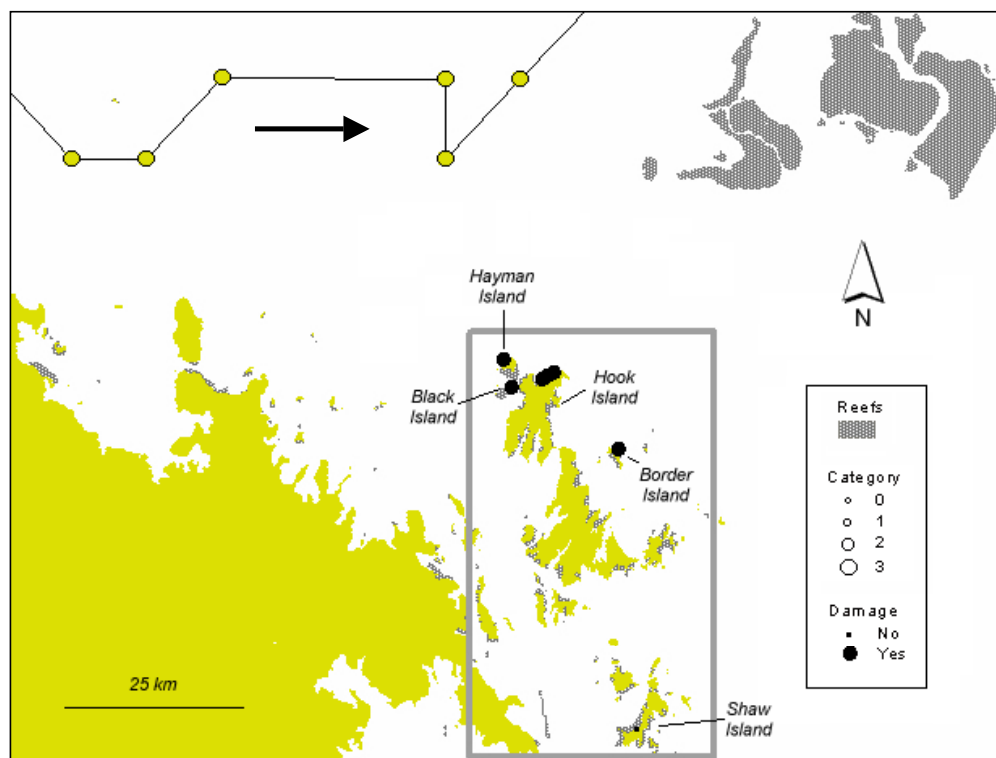 Hayman
Island
N
Black
Island
Hook
Island
Border
Island
Reefs
Category
0
1
2
3
Damage
No
Yes
25 km
Shaw
Island